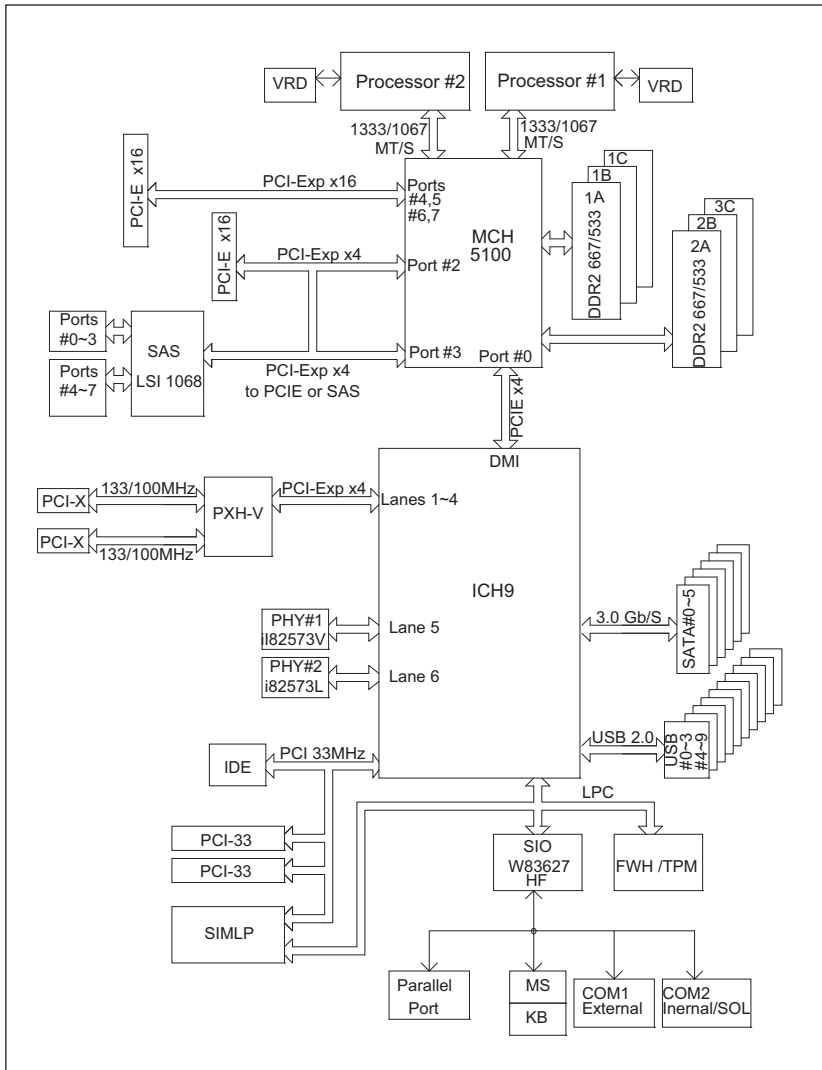 VRD
Processor #2
Processor #1
VRD
1333/1067
MT/S
1333/1067
MT/S
PCI-E x16
PCI-Exp x16
Ports
#4,5
#6,7
MCH
5100
1C
1B
1A
DDR2 667/533
3C
2B
2A
DDR2 667/533
PCI-E x16
PCI-Exp x4
Port #2
Ports
#0~3
Ports
#4~7
SAS
LSI 1068
PCI-Exp x4
to PCIE or SAS
Port #3
Port #0
PCIE x4
DMI
PCI-X
133/100MHz
PXH-V
PCI-Exp x4
Lanes 1~4
PCI-X
133/100MHz
ICH9
PHY#1
iI82573V
Lane 5
PHY#2
i82573L
Lane 6
3.0 Gb/S
SATA#0~5
USB 2.0
USB
#0~3
#4~9
IDE
PCI 33MHz
LPC
PCI-33
PCI-33
SIMLP
SIO
W83627
HF
FWH /TPM
Parallel
Port
MS
KB
COM1
External
COM2
Inernal/SOL